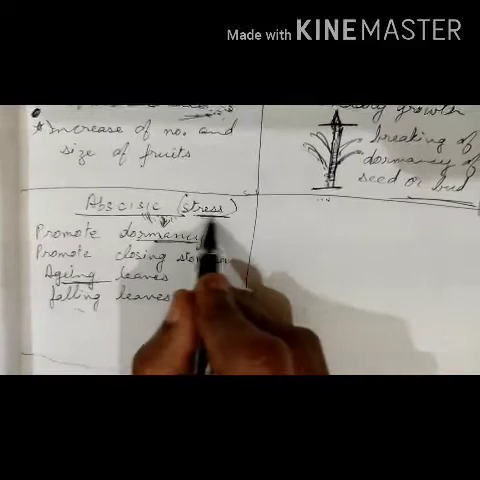 Made with KINEMASTER
*Increase of no. and
size of fruits
growth
breaking of
dormancy of
seed or bud
Abscisic (stress)
Promote dormancy
Promote closing
Ageing leaves
falling leaves